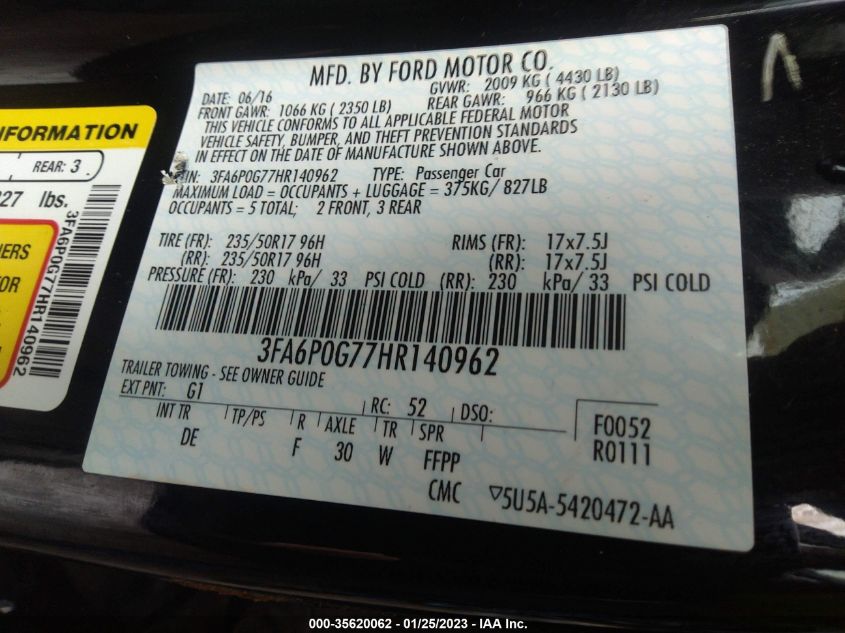 MFD. BY FORD MOTOR CO.
DATE: 06/16 GVWR: 2009 KG ( 4430 LB)
FRONT GAWR: 1066 KG ( 2350 LB) REAR GAWR: 966 KG ( 2130 LB)
THIS VEHICLE CONFORMS TO ALL APPLICABLE FEDERAL MOTOR
VEHICLE SAFETY, BUMPER, AND THEFT PREVENTION STANDARDS
IN EFFECT ON THE DATE OF MANUFACTURE SHOWN ABOVE.
3FA6P0G77HR140962 TYPE: Passenger Car
MAXIMUM LOAD = OCCUPANTS + LUGGAGE = 375KG/ 827LB
OCCUPANTS = 5 TOTAL; 2 FRONT, 3 REAR
TIRE (FR): 235/50R17 96H RIMS (FR): 17x7.5J
(RR): 235/50R17 96H (RR): 17x7.5J
PRESSURE (FR): 230 kPa/ 33 PSI COLD (RR): 230 kPa/ 33 PSI COLD
3FA6P0G77HR140962
TRAILER TOWING - SEE OWNER GUIDE
EXT PNT: G1 RC: 52 DSO:
INT TR TP/PS R AXLE TR SPR F0052
DE F 30 W FFPP R0111
CMC ▽5U5A-5420472-AA
REAR: 3
lbs.
3FA6P0G77HR140962
000-35620062 - 01/25/2023 - IAA Inc.